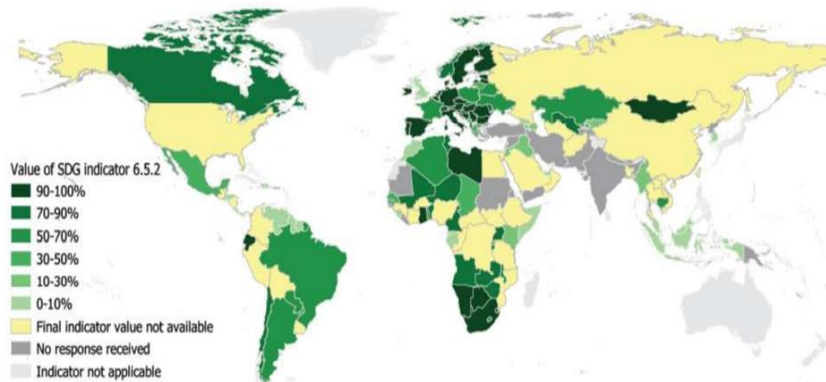 Value of SDG indicator 6.5.2
90-100%
70-90%
50-70%
30-50%
10-30%
0-10%
Final indicator value not available
No response received
Indicator not applicable